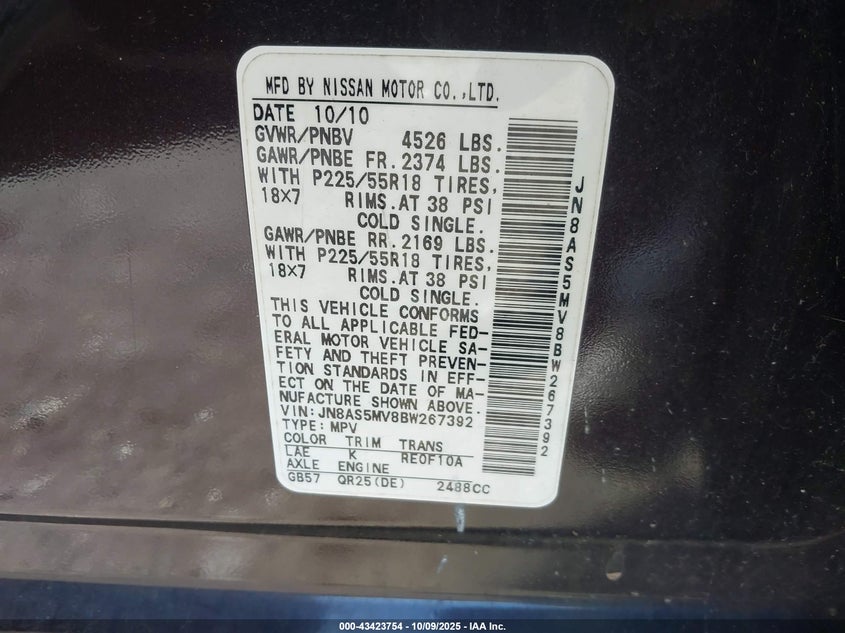 MFD BY NISSAN MOTOR CO.,LTD.
DATE 10/10
GVWR/PNBV 4526 LBS.
GAWR/PNBE FR.2374 LBS.
WITH P225/55R18 TIRES,
18X7 RIMS.AT 38 PSI
COLD SINGLE.
GAWR/PNBE RR.2169 LBS.
WITH P225/55R18 TIRES,
18X7 RIMS.AT 38 PSI
COLD SINGLE.
THIS VEHICLE CONFORMS
TO ALL APPLICABLE FED-
ERAL MOTOR VEHICLE SA-
FETY AND THEFT PREVEN-
TION STANDARDS IN EFF-
ECT ON THE DATE OF MA-
NUFACTURE SHOWN ABOVE.
VIN:JN8AS5MV8BW267392
TYPE:MPV
COLOR TRIM TRANS
LAE K RE0F10A
AXLE ENGINE
GB57 QR25(DE) 2488CC
JN8AS5MV8BW267392
000-43423754 - 10/09/2025 - IAA Inc.